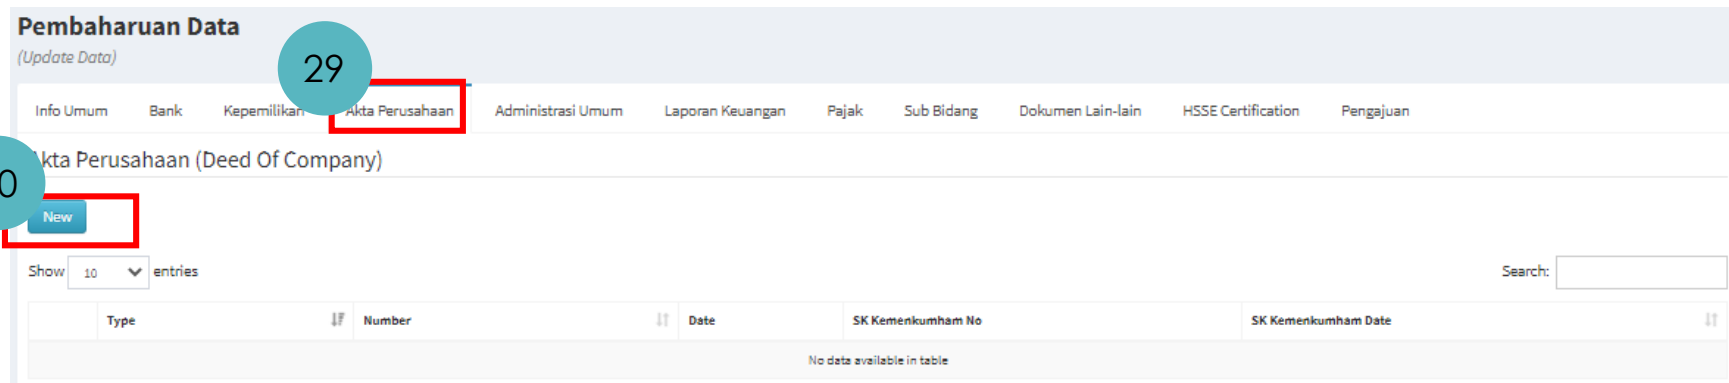 Pembaharuan Data
(Update Data)
29
Info Umum Bank Kepemilikan Akta Perusahaan Administrasi Umum Laporan Keuangan Pajak Sub Bidang Dokumen Lain-lain HSSE Certification Pengajuan
kta Perusahaan (Deed Of Company)
0
New
Show 10 entries Search:
Type Number Date SK Kemenkumham No SK Kemenkumham Date
No data available in table